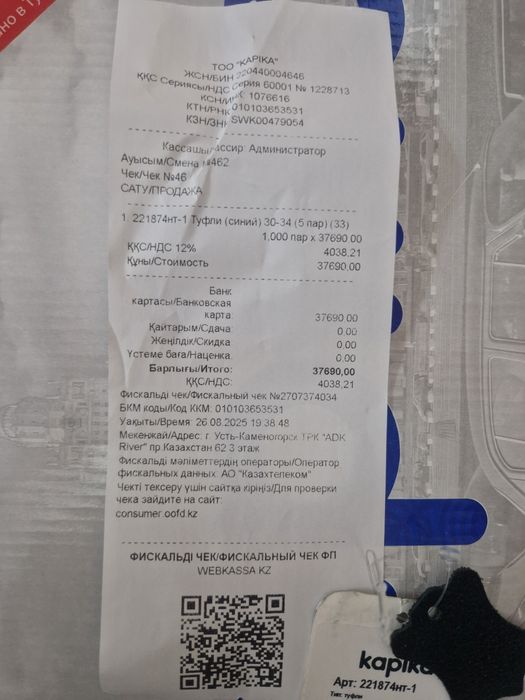 ТОО "KAPIKA"
ЖСН/БИН 220440004646
ҚҚС Сериясы/НДС Серия 60001 № 1228713
КСН/ИНК 1076616
КТН/РНК 010103653531
КЗН/ЗНК SWK00479054
Кассашы/Кассир: Администратор
Ауысым/Смена №462
Чек/Чек №46
САТУ/ПРОДАЖА
1. 221874нт-1 Туфли (синий) 30-34 (5 пар) (33)
1,000 пар x 37690.00
ҚҚС/НДС 12% 4038,21
Құны/Стоимость 37690,00
Банк
картасы/Банковская
карта: 37690.00
Қайтарым/Сдача: 0.00
Жеңілдік/Скидка 0.00
Үстеме баға/Наценка: 0.00
Барлығы/Итого: 37690,00
ҚҚС/НДС: 4038,21
Фискальді чек/Фискальный чек №2707374034
БКМ коды/Код ККМ: 010103653531
Уақыты/Время: 26.08.2025 19:38:48
Мекенжай/Адрес: г. Усть-Каменогорск ТРК "ADK
River" пр.Казахстан 62 3 этаж
Фискальді мәліметтердің операторы/Оператор
фискальных данных: АО "Казахтелеком"
Чекті тексеру үшін сайтқа кіріңіз/Для проверки
чека зайдите на сайт:
consumer.oofd.kz
ФИСКАЛЬДІ ЧЕК/ФИСКАЛЬНЫЙ ЧЕК ФП
WEBKASSA.KZ
kapika
Арт: 221874нт-1
Тип: туфли